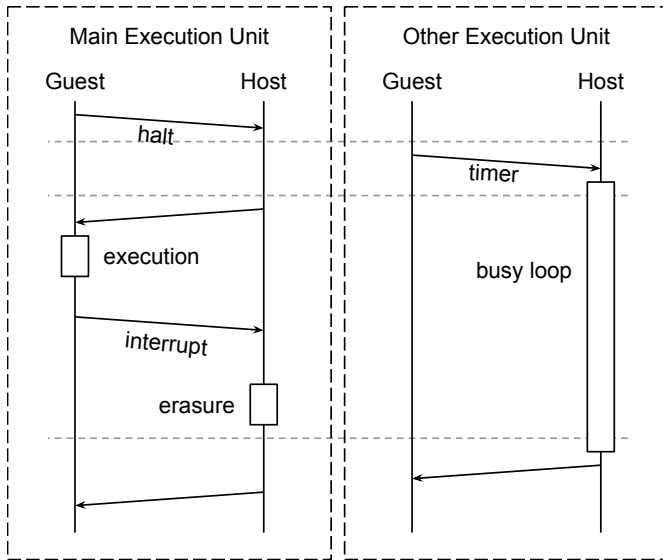 Main Execution Unit
Other Execution Unit
Guest
Host
Guest
Host
halt
timer
execution
busy loop
interrupt
erasure